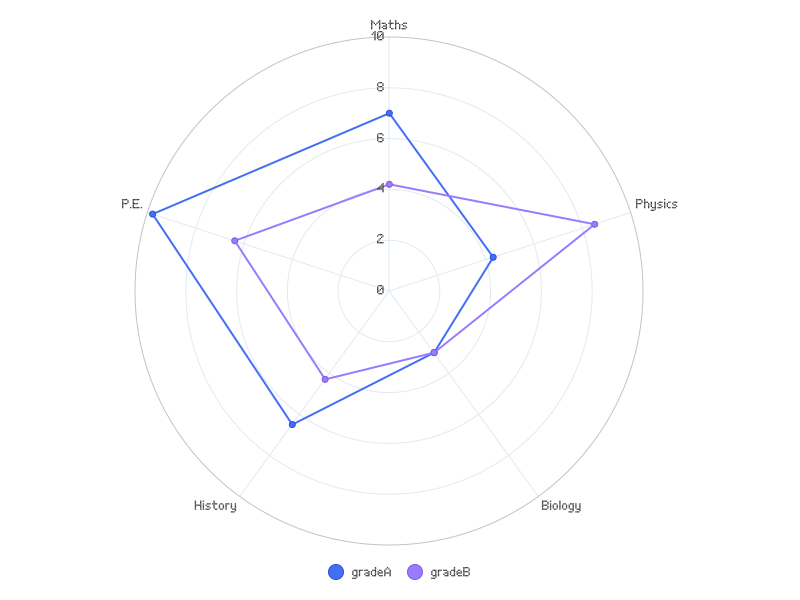 Maths
10
8
6
4
2
0
P.E.
Physics
History
Biology
gradeA
gradeB